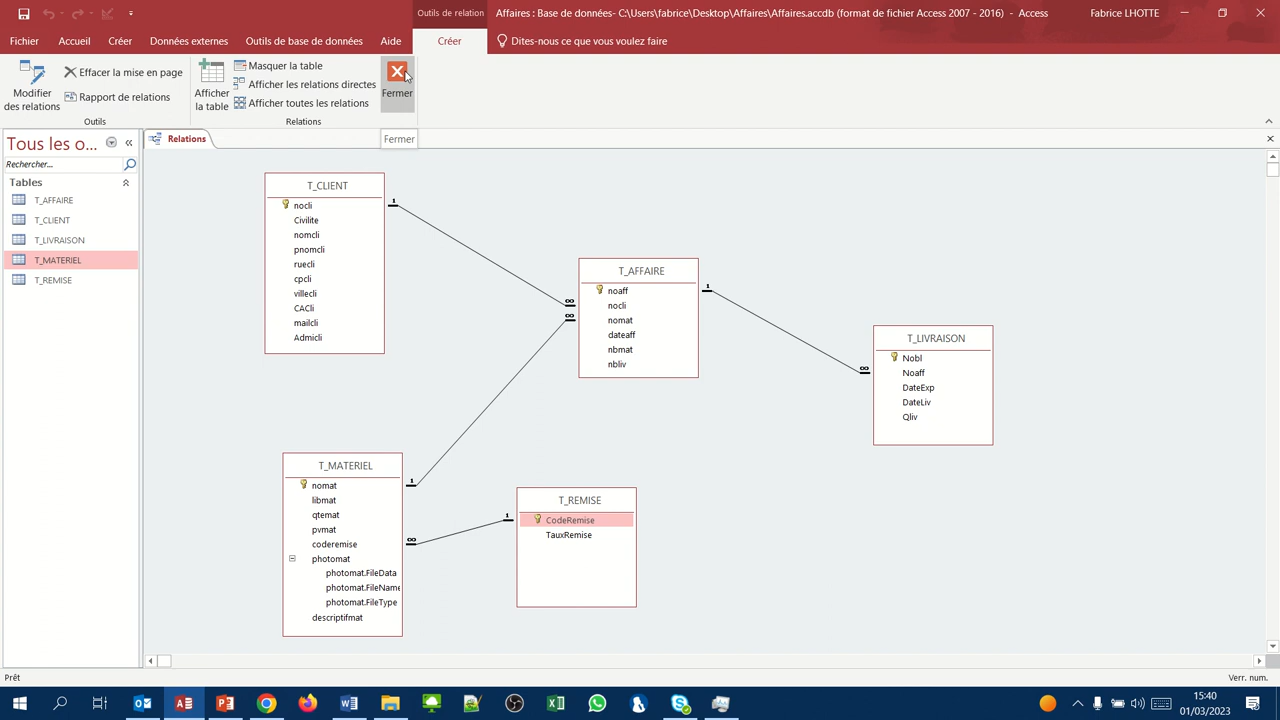 Outils de relation
Affaires : Base de données- C:\Users\fabrice\Desktop\Affaires\Affaires.accdb (format de fichier Access 2007 - 2016) - Access
Fabrice LHOTTE
Fichier
Accueil
Créer
Données externes
Outils de base de données
Aide
Créer
Dites-nous ce que vous voulez faire
Modifier
des relations
Effacer la mise en page
Rapport de relations
Outils
Afficher
la table
Masquer la table
Afficher les relations directes
Afficher toutes les relations
Fermer
Relations
Fermer
Tous les o...
Rechercher...
Tables
T_AFFAIRE
T_CLIENT
T_LIVRAISON
T_MATERIEL
T_REMISE
Relations
T_CLIENT
nocli
Civilite
nomcli
pnomcli
ruecli
cpcli
villecli
CACli
mailcli
Admicli
1
∞
∞
T_AFFAIRE
noaff
nocli
nomat
dateaff
nbmat
nbliv
1
∞
T_LIVRAISON
Nobl
Noaff
DateExp
DateLiv
Qliv
T_MATERIEL
nomat
libmat
qtemat
pvmat
coderemise
photomat
photomat.FileData
photomat.FileName
photomat.FileType
descriptifmat
1
∞
1
T_REMISE
CodeRemise
TauxRemise
Prêt
Verr. num.
15:40
01/03/2023